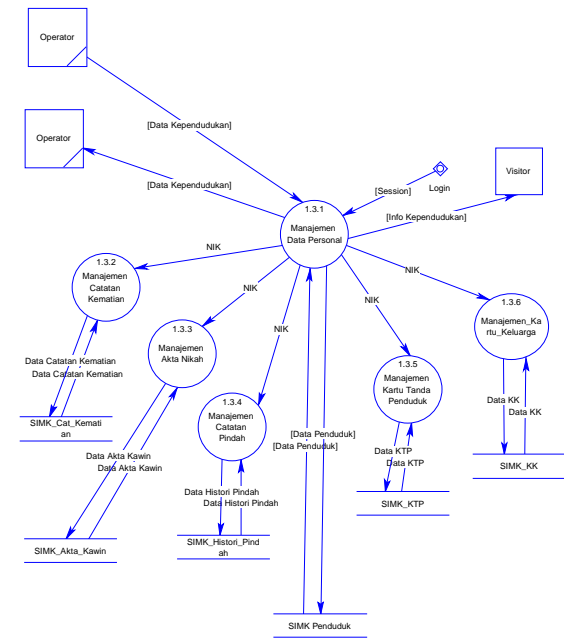 Operator
[Data Kependudukan]
Operator
[Data Kependudukan]
Login
Visitor
[Session]
[Info Kependudukan]
1.3.1
Manajemen
Data Personal
NIK
NIK
NIK
NIK
NIK
1.3.2
Manajemen
Catatan
Kematian
1.3.3
Manajemen
Akta Nikah
1.3.4
Manajemen
Catatan
Pindah
1.3.5
Manajemen
Kartu Tanda
Penduduk
1.3.6
Manajemen_Ka
rtu_Keluarga
Data Catatan Kematian
Data Catatan Kematian
SIMK_Cat_Kemati
an
Data Akta Kawin
Data Akta Kawin
SIMK_Akta_Kawin
Data Histori Pindah
Data Histori Pindah
SIMK_Histori_Pind
ah
[Data Penduduk]
[Data Penduduk]
SIMK Penduduk
Data KTP
Data KTP
SIMK_KTP
Data KK
Data KK
SIMK_KK